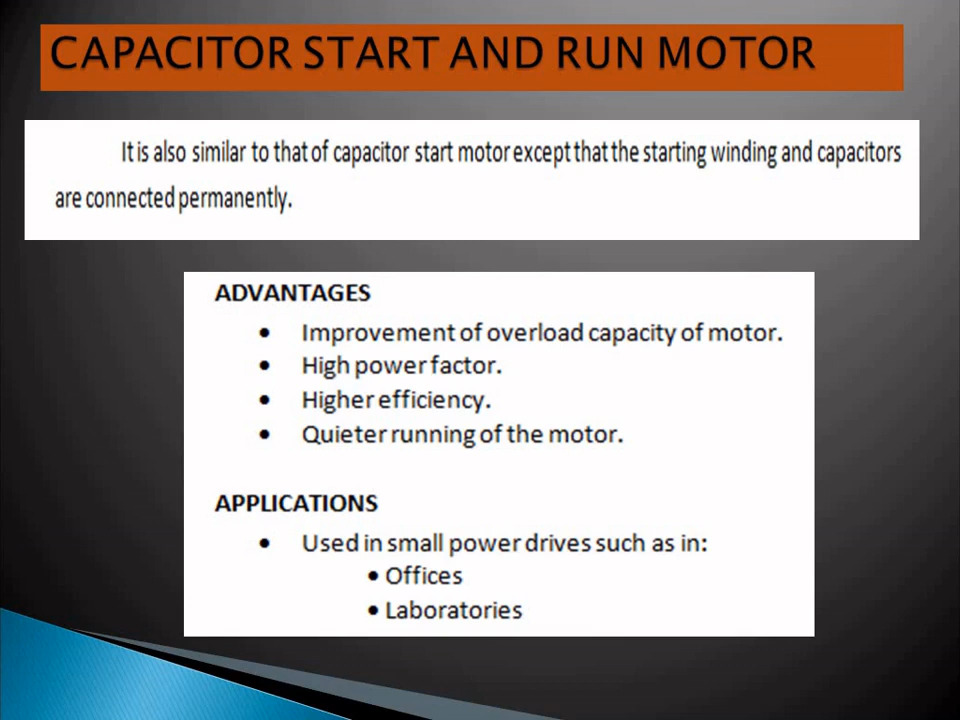 CAPACITOR START AND RUN MOTOR
It is also similar to that of capacitor start motor except that the starting winding and capacitors
are connected permanently.
ADVANTAGES
• Improvement of overload capacity of motor.
• High power factor.
• Higher efficiency.
• Quieter running of the motor.
APPLICATIONS
• Used in small power drives such as in:
• Offices
• Laboratories